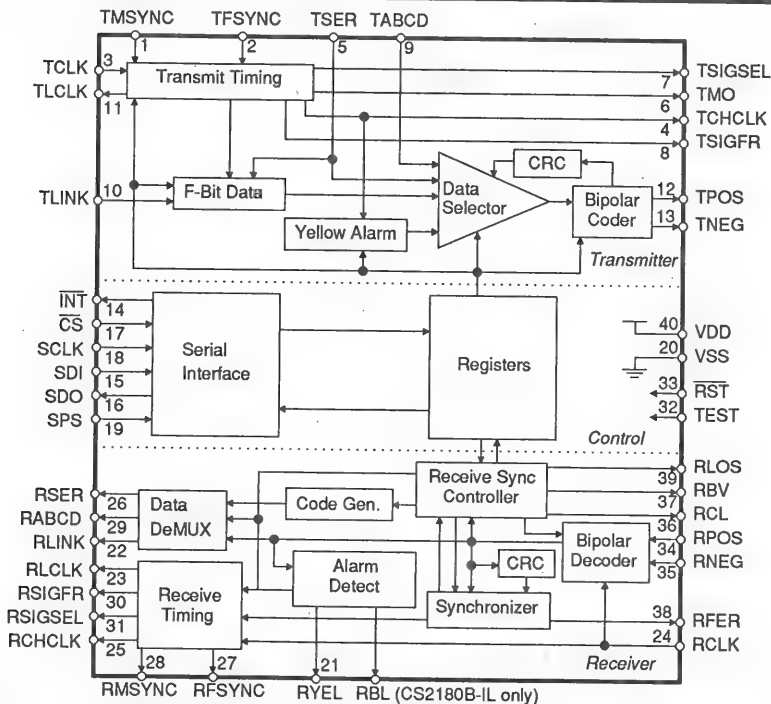 TMSYNC TFSYNC TSER TABCD
1 2 5 9
TCLK 3 Transmit Timing 7 TSIGSEL
TLCLK 11 6 TMO
4 TCHCLK
8 TSIGFR
CRC
TLINK 10 F-Bit Data Data Selector Bipolar Coder 12 TPOS
13 TNEG
Yellow Alarm
Transmitter
INT 14
CS 17
SCLK 18
SDI 15
SDO 16
SPS 19
Serial Interface
Registers
40 VDD
20 VSS
33 RST
32 TEST
Control
Receive Sync Controller
RLOS 39
RBV 37
RCL 36
RPOS 34
RNEG 35
RSER 26
RABCD 29
RLINK 22
Data DeMUX
Code Gen.
Bipolar Decoder
CRC
Alarm Detect
Synchronizer
38 RFER
24 RCLK
RLCLK 23
RSIGFR 30
RSIGSEL 31
RCHCLK 25
Receive Timing
Receiver
28 27 21
RMSYNC RFSYNC RYEL RBL (CS2180B-IL only)